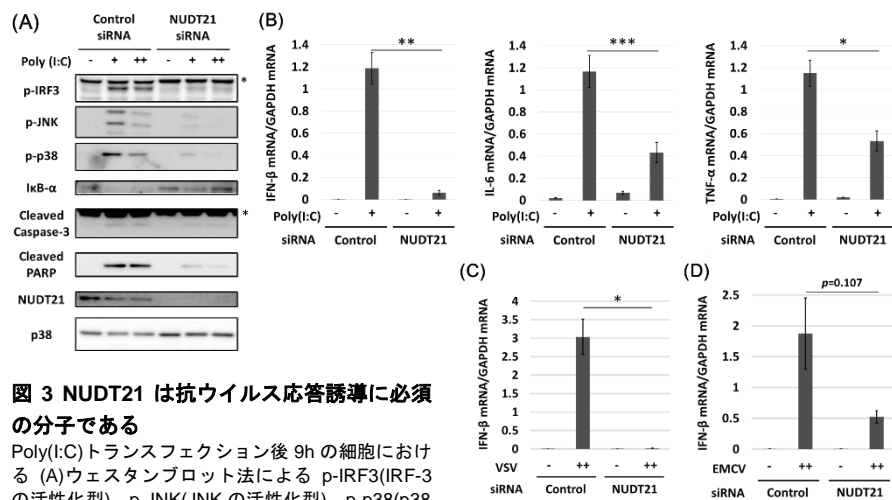 (A)
Control siRNA
NUDT21 siRNA
Poly (I:C) - + ++ - + ++
p-IRF3 *
p-JNK
p-p38
IκB-α
Cleaved Caspase-3 *
Cleaved PARP
NUDT21
p38
(B)
IFN-β mRNA/GAPDH mRNA
1.4
1.2
1
0.8
0.6
0.4
0.2
0
**
Poly(I:C) - + - +
siRNA Control NUDT21
IL-6 mRNA/GAPDH mRNA
1.4
1.2
1
0.8
0.6
0.4
0.2
0
***
Poly(I:C) - + - +
siRNA Control NUDT21
TNF-α mRNA/GAPDH mRNA
1.4
1.2
1
0.8
0.6
0.4
0.2
0
*
Poly(I:C) - + - +
siRNA Control NUDT21
(C)
IFN-β mRNA/GAPDH mRNA
4
3.5
3
2.5
2
1.5
1
0.5
0
*
VSV - ++ - ++
siRNA Control NUDT21
(D)
IFN-β mRNA/GAPDH mRNA
2.5
2
1.5
1
0.5
0
p=0.107
EMCV - ++ - ++
siRNA Control NUDT21
図 3 NUDT21 は抗ウイルス応答誘導に必須
の分子である
Poly(I:C)トランスフェクション後 9h の細胞におけ
る (A)ウェスタンブロット法による p-IRF3(IRF-3
の活性化型)、p-JNK(JNK の活性化型)、p-p38(p38